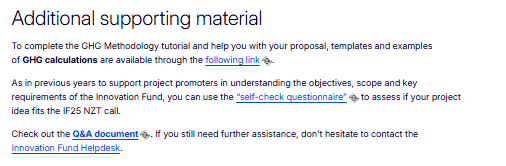 Additional supporting material
To complete the GHG Methodology tutorial and help you with your proposal, templates and examples
of GHG calculations are available through the following link.
As in previous years to support project promoters in understanding the objectives, scope and key
requirements of the Innovation Fund, you can use the "self-check questionnaire" to assess if your project
idea fits the IF25 NZT call.
Check out the Q&A document. If you still need further assistance, don't hesitate to contact the
Innovation Fund Helpdesk.